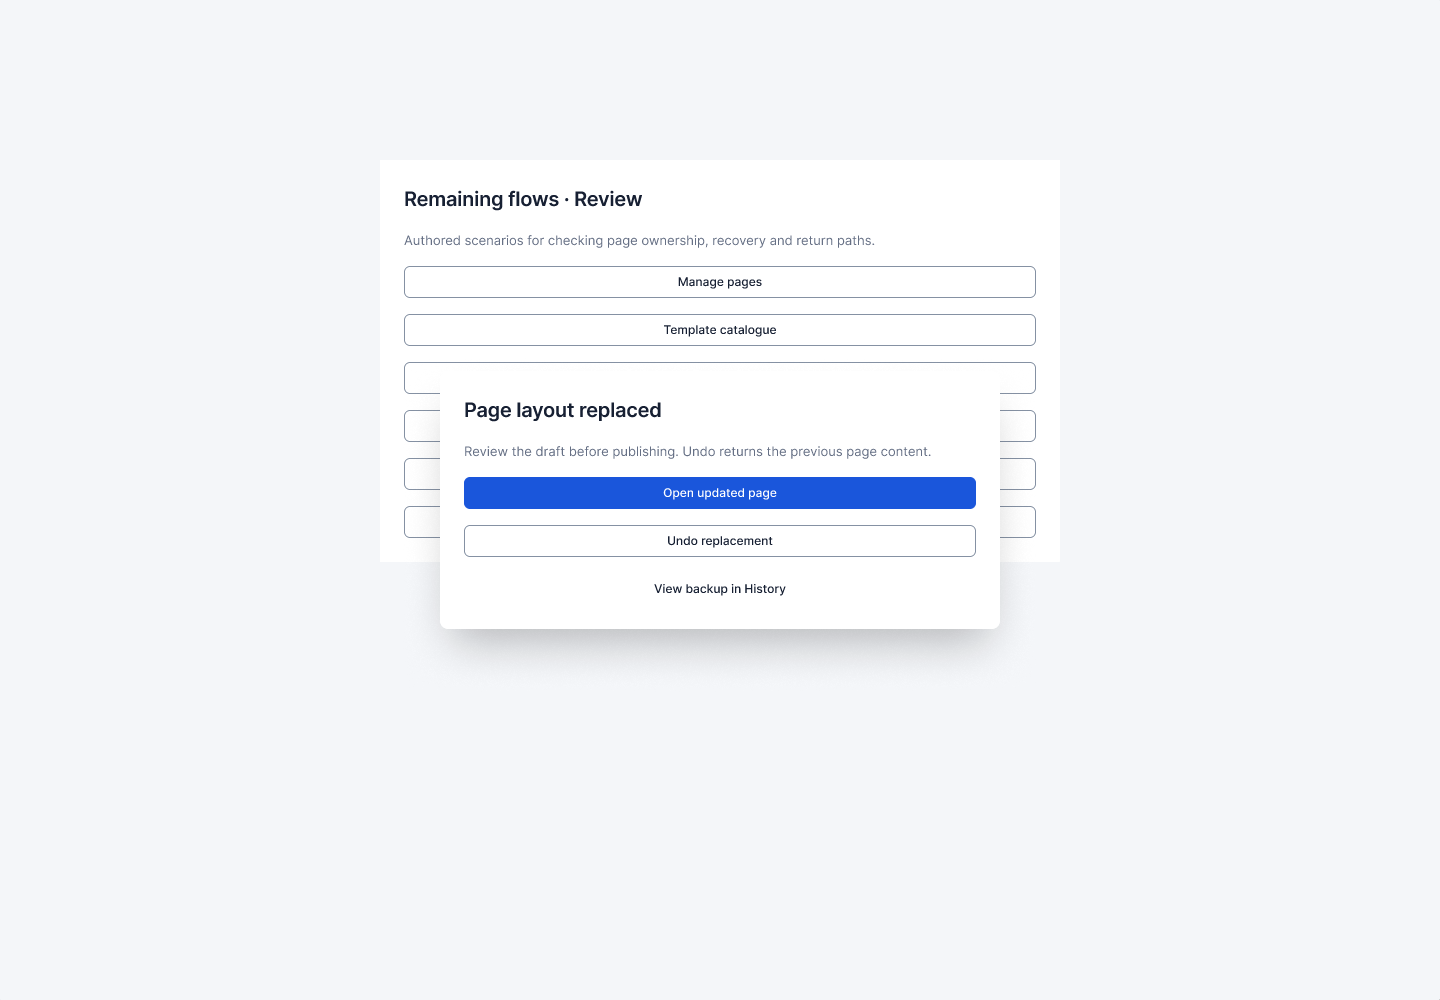 Remaining flows · Review
Authored scenarios for checking page ownership, recovery and return paths.
Manage pages
Template catalogue
Page layout replaced
Review the draft before publishing. Undo returns the previous page content.
Open updated page
Undo replacement
View backup in History